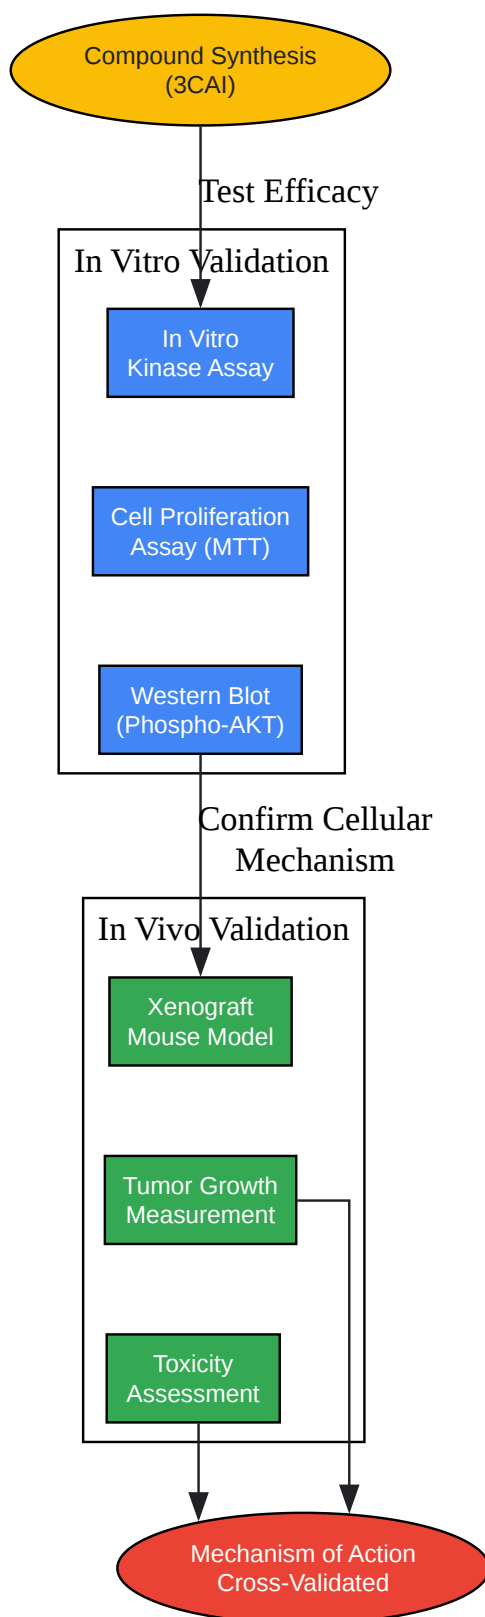 Compound Synthesis
(3CAI)
Test Efficacy
In Vitro Validation
In Vitro
Kinase Assay
Cell Proliferation
Assay (MTT)
Western Blot
(Phospho-AKT)
Confirm Cellular
Mechanism
In Vivo Validation
Xenograft
Mouse Model
Tumor Growth
Measurement
Toxicity
Assessment
Mechanism of Action
Cross-Validated